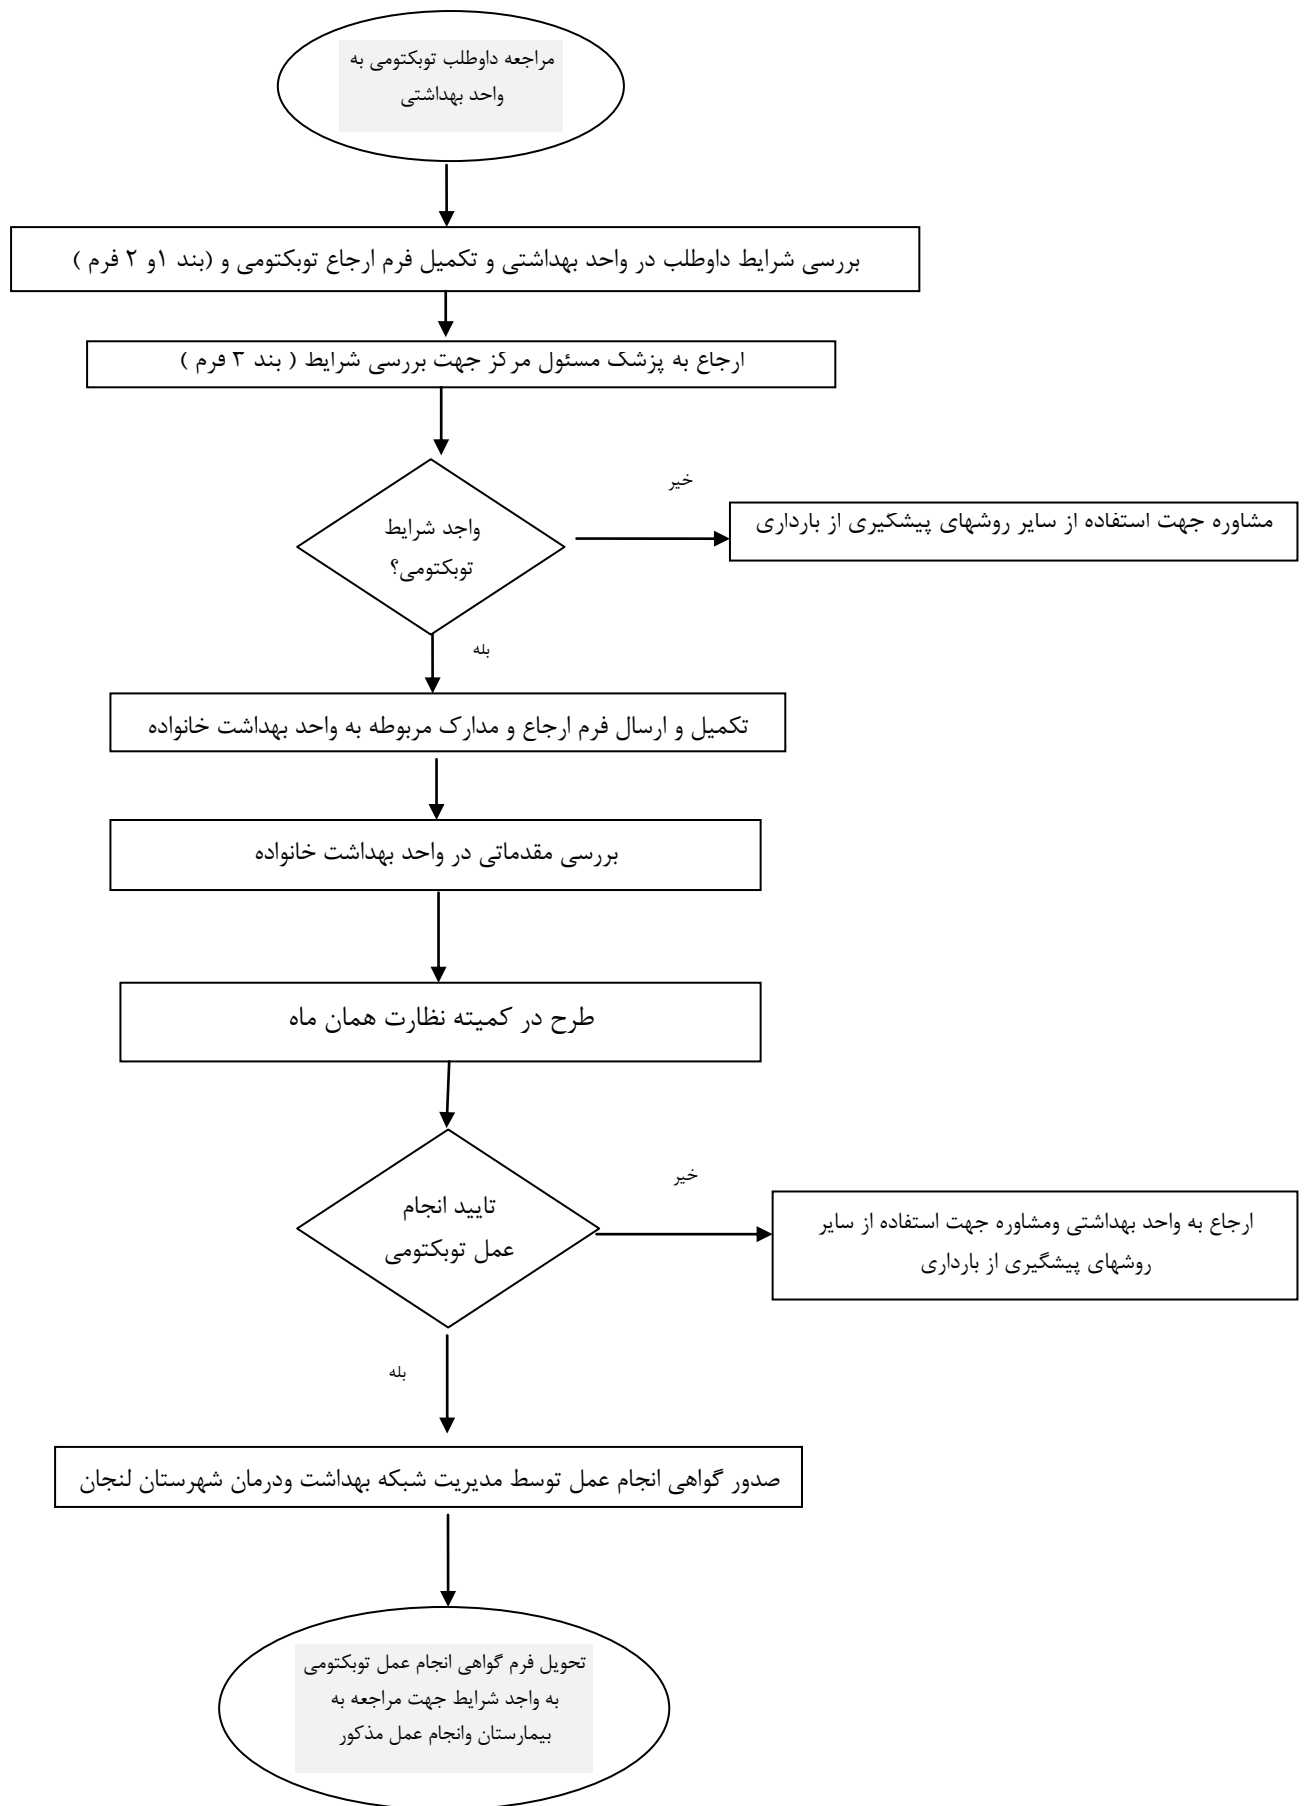 مراجعه داوطلب توبکتومی به
واحد بهداشتی
بررسی شرایط داوطلب در واحد بهداشتی و تکمیل فرم ارجاع توبکتومی و (بند ۱و ۲ فرم )
ارجاع به پزشک مسئول مرکز جهت بررسی شرایط ( بند ۳ فرم )
خیر
واجد شرایط
توبکتومی؟
مشاوره جهت استفاده از سایر روشهای پیشگیری از بارداری
بله
تکمیل و ارسال فرم ارجاع و مدارک مربوطه به واحد بهداشت خانواده
بررسی مقدماتی در واحد بهداشت خانواده
طرح در کمیته نظارت همان ماه
خیر
تایید انجام
عمل توبکتومی
ارجاع به واحد بهداشتی ومشاوره جهت استفاده از سایر
روشهای پیشگیری از بارداری
بله
صدور گواهی انجام عمل توسط مدیریت شبکه بهداشت ودرمان شهرستان لنجان
تحویل فرم گواهی انجام عمل توبکتومی
به واجد شرایط جهت مراجعه به
بیمارستان وانجام عمل مذکور